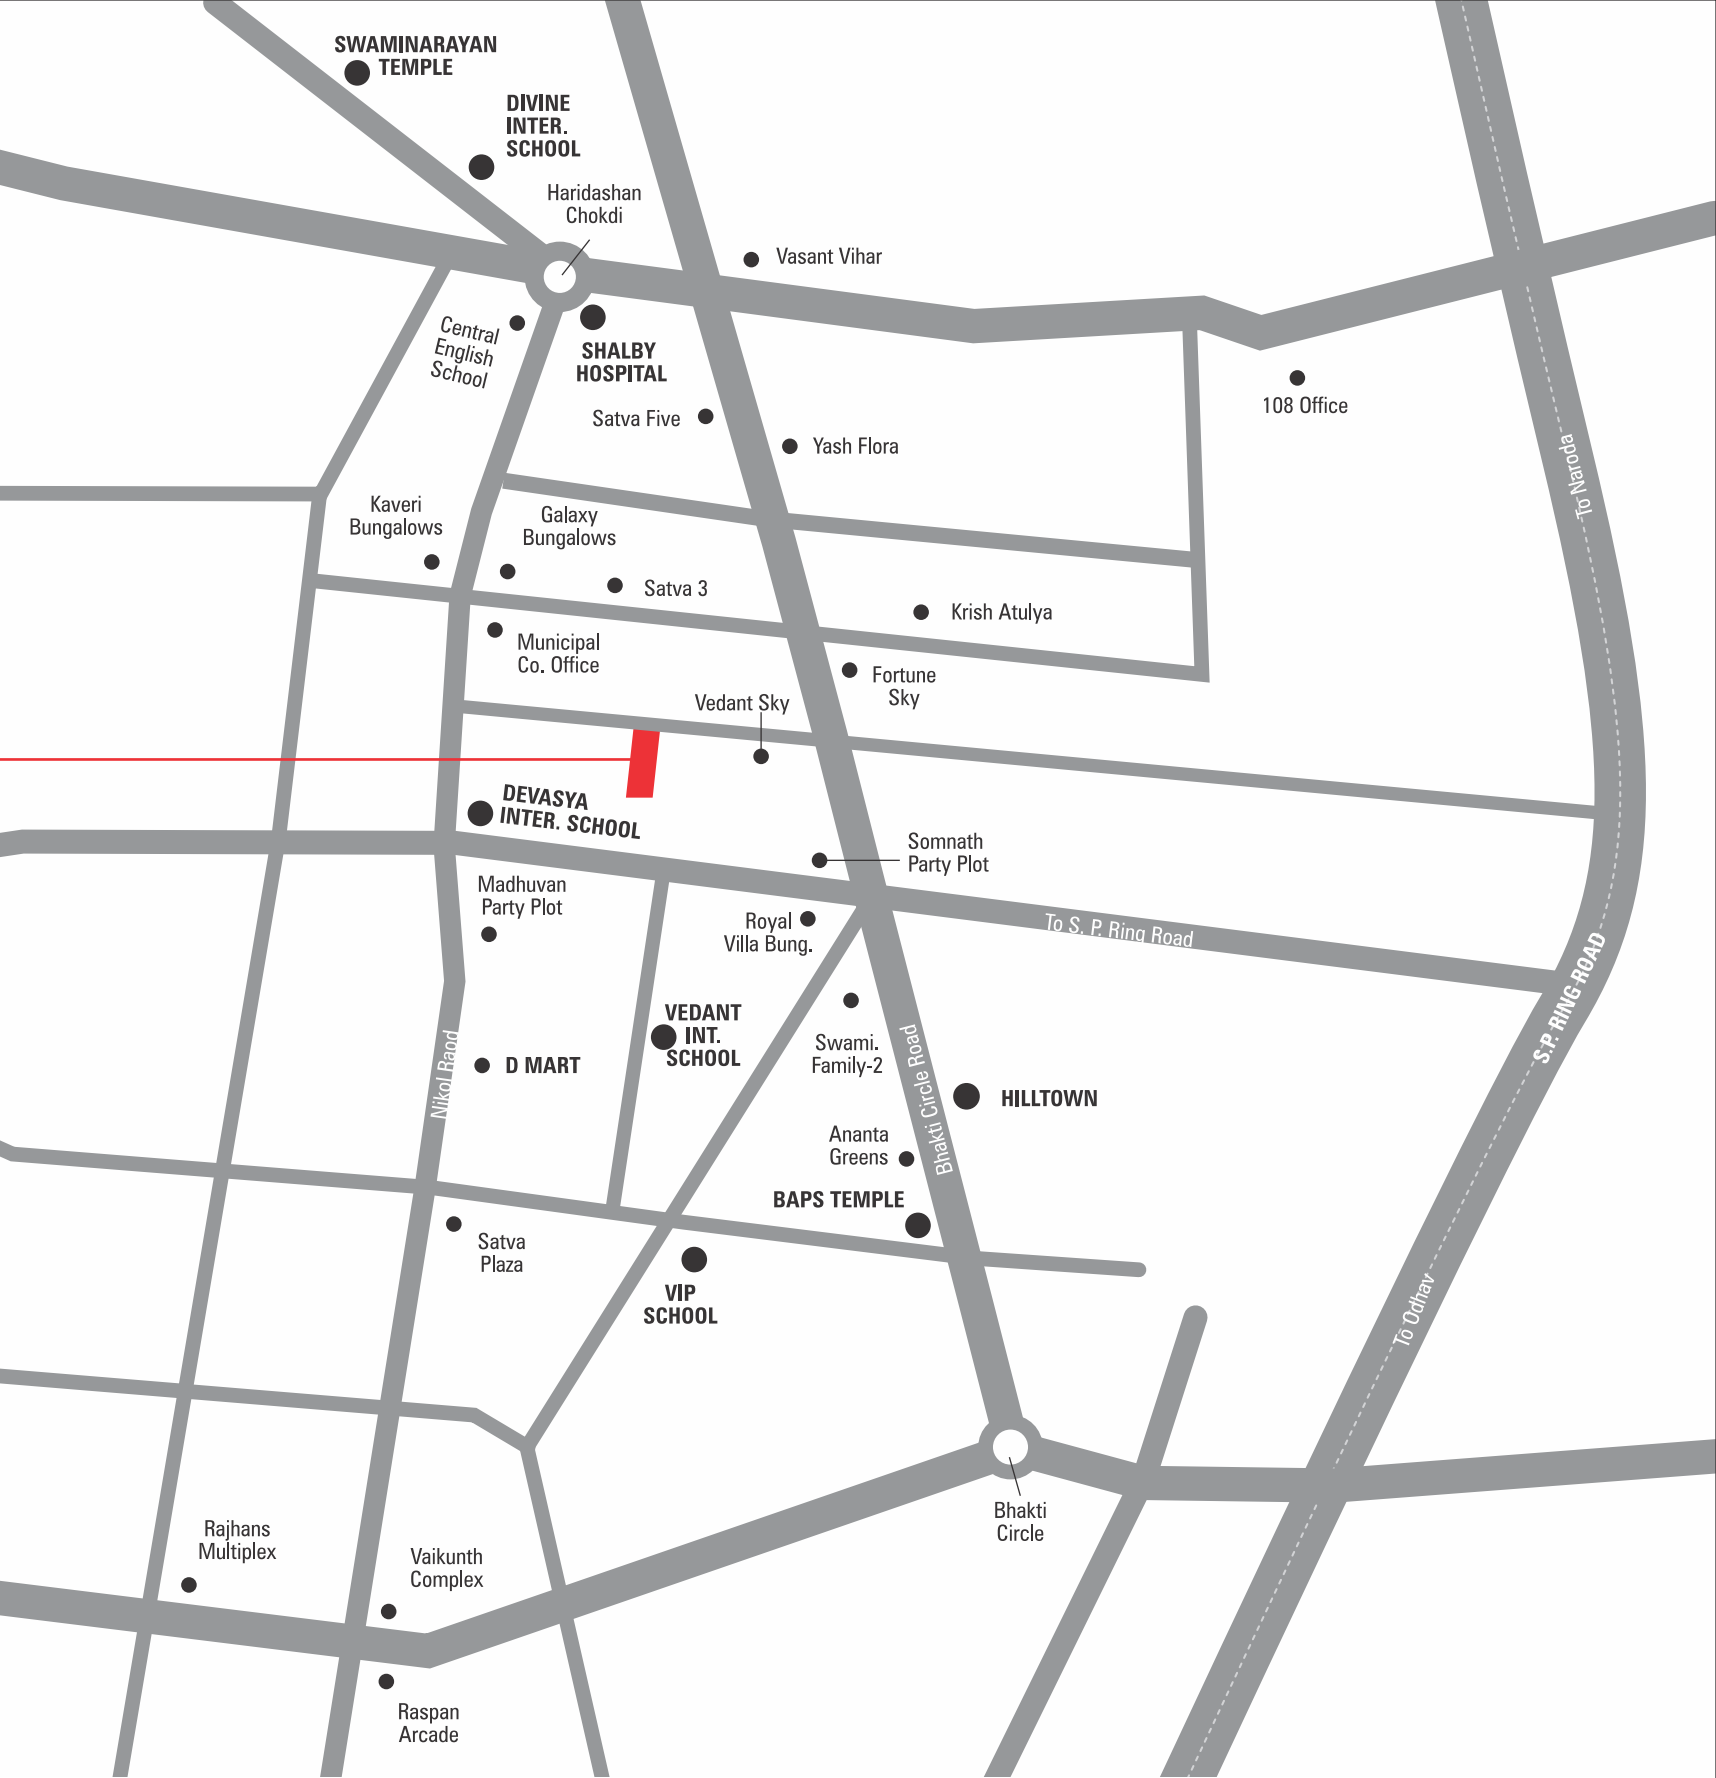 SWAMINARAYAN
TEMPLE
DIVINE
INTER.
SCHOOL
Haridashan
Chokdi
Vasant Vihar
Central
English
School
SHALBY
HOSPITAL
Satva Five
Yash Flora
108 Office
To Naroda
Kaveri
Bungalows
Galaxy
Bungalows
Satva 3
Krish Atulya
Municipal
Co. Office
Fortune
Sky
Vedant Sky
DEVASYA
INTER. SCHOOL
Somnath
Party Plot
Madhuvan
Party Plot
Royal
Villa Bung.
To S. P. Ring Road
S.P. RING ROAD
VEDANT
INT.
SCHOOL
Swami.
Family-2
Bhakti Circle Road
Nikol Raod
D MART
HILLTOWN
Ananta
Greens
BAPS TEMPLE
Satva
Plaza
VIP
SCHOOL
To Odhav
Bhakti
Circle
Rajhans
Multiplex
Vaikunth
Complex
Raspan
Arcade